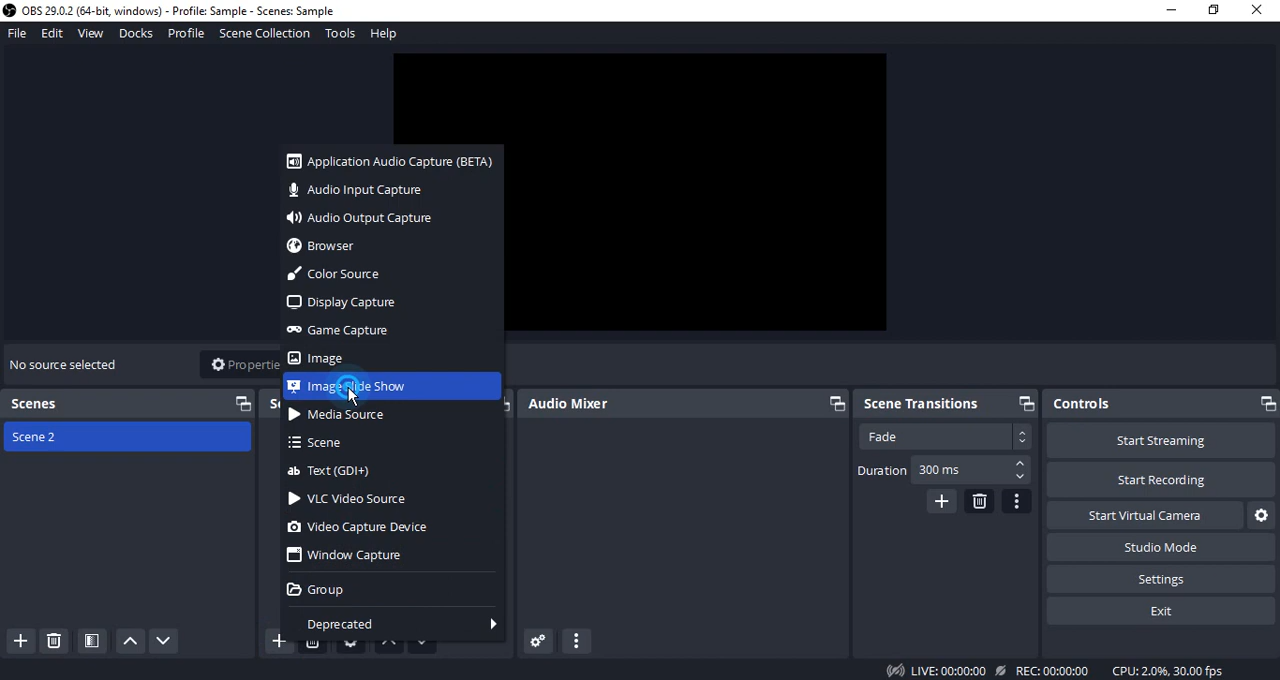 OBS 29.0.2 (64-bit, windows) - Profile: Sample - Scenes: Sample
File Edit View Docks Profile Scene Collection Tools Help
Application Audio Capture (BETA)
Audio Input Capture
Audio Output Capture
Browser
Color Source
Display Capture
Game Capture
Image
Image Slide Show
Media Source
Scene
Text (GDI+)
VLC Video Source
Video Capture Device
Window Capture
Group
Deprecated
No source selected
Propertie
Scenes
Scene 2
Audio Mixer
Scene Transitions
Fade
Duration 300 ms
Controls
Start Streaming
Start Recording
Start Virtual Camera
Studio Mode
Settings
Exit
LIVE: 00:00:00 REC: 00:00:00 CPU: 2.0%, 30.00 fps